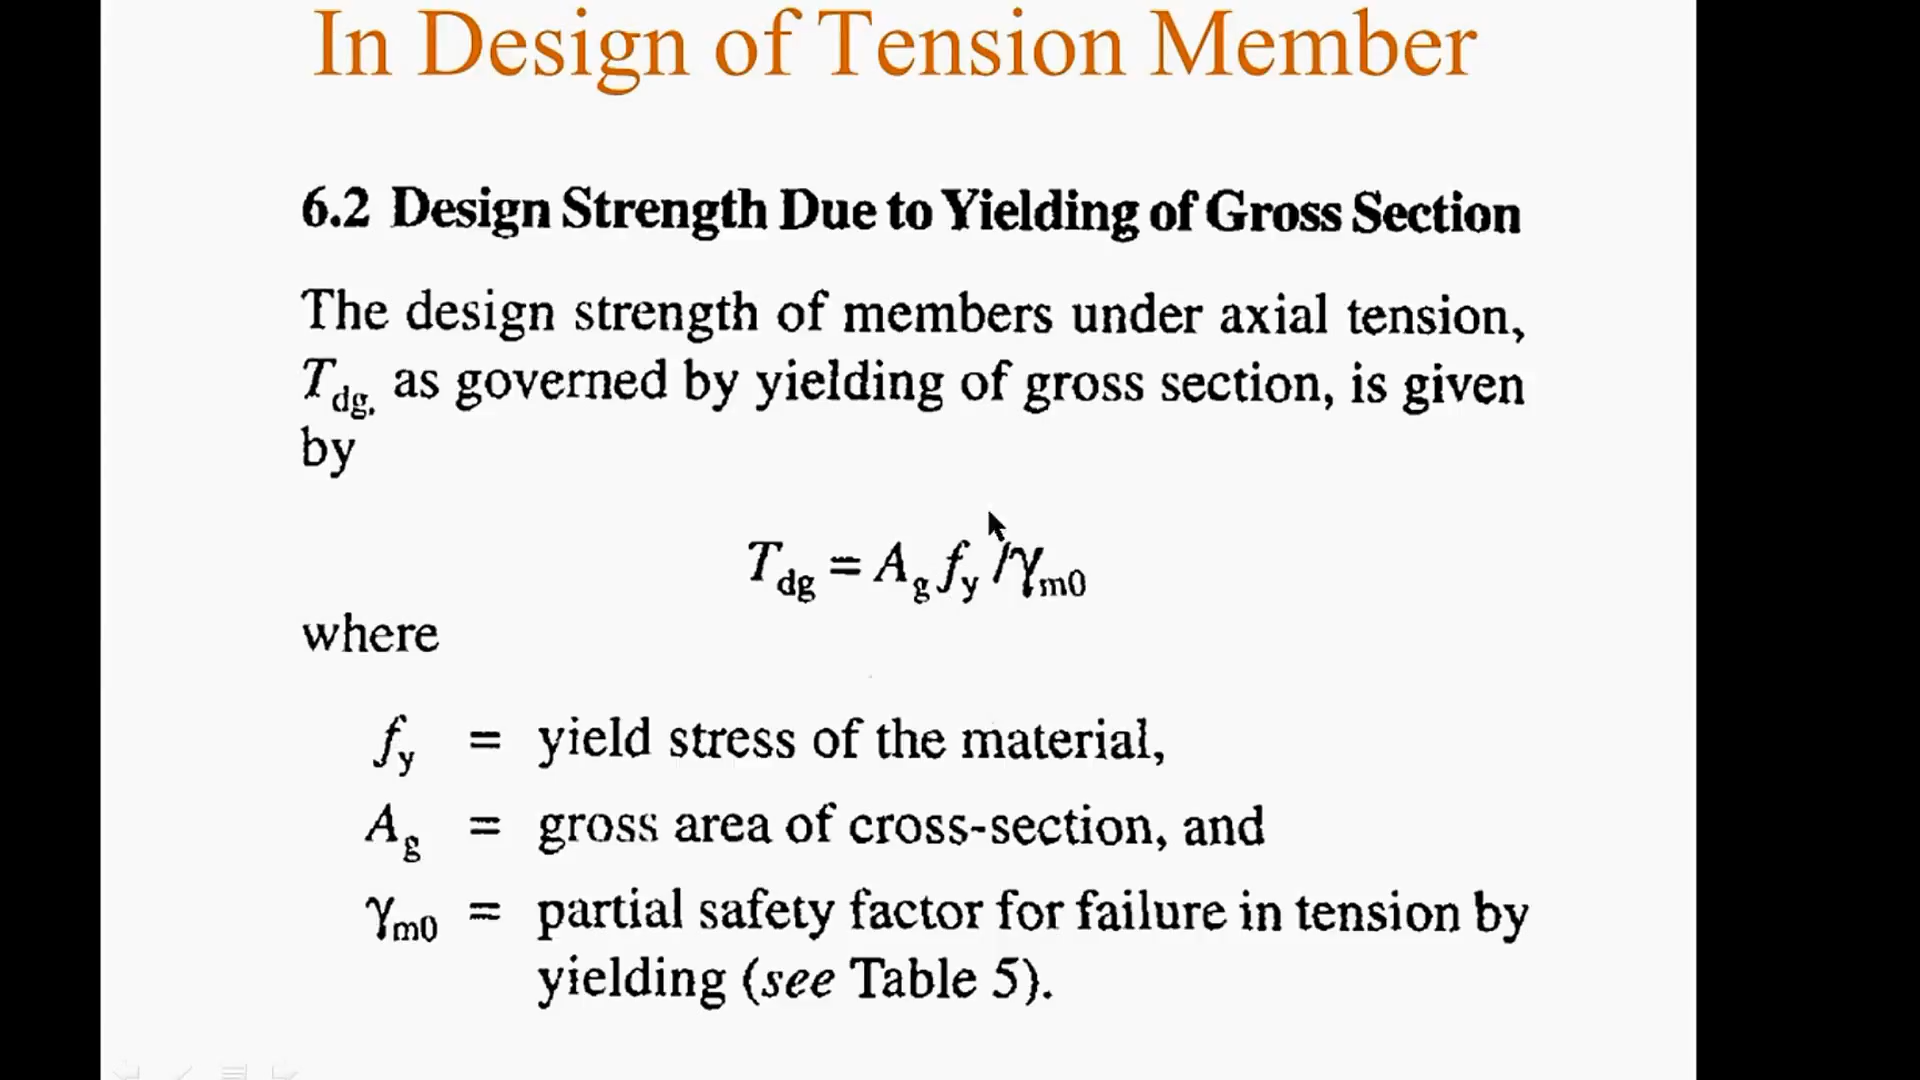 In Design of Tension Member
6.2 Design Strength Due to Yielding of Gross Section
The design strength of members under axial tension,
Tdg, as governed by yielding of gross section, is given
by
Tdg = Ag fy /γm0
where
fy = yield stress of the material,
Ag = gross area of cross-section, and
γm0 = partial safety factor for failure in tension by
yielding (see Table 5).